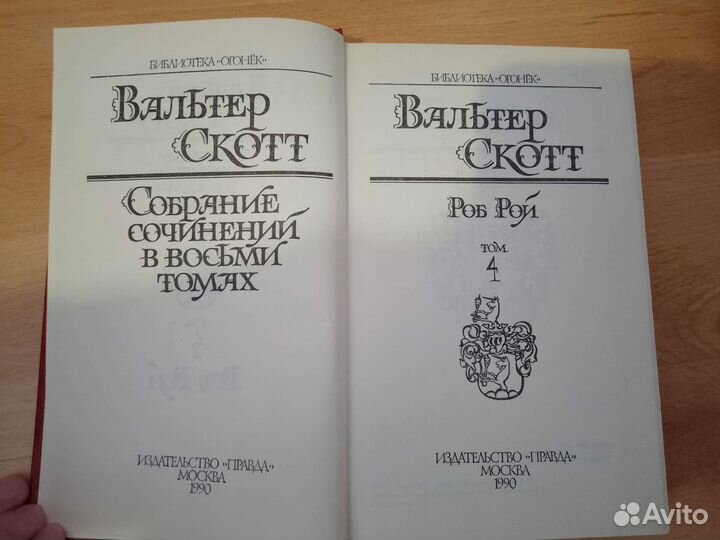 БИБЛИОТЕКА «ОГОНЁК»
ВАЛЬТЕР
СКОТТ
СОБРАНИЕ
СОЧИНЕНИЙ
В ВОСЬМИ
ТОМАХ
ИЗДАТЕЛЬСТВО «ПРАВДА»
МОСКВА
1990
БИБЛИОТЕКА «ОГОНЁК»
ВАЛЬТЕР
СКОТТ
РОБ РОЙ
ТОМ
4
ИЗДАТЕЛЬСТВО «ПРАВДА»
МОСКВА
1990
Avito